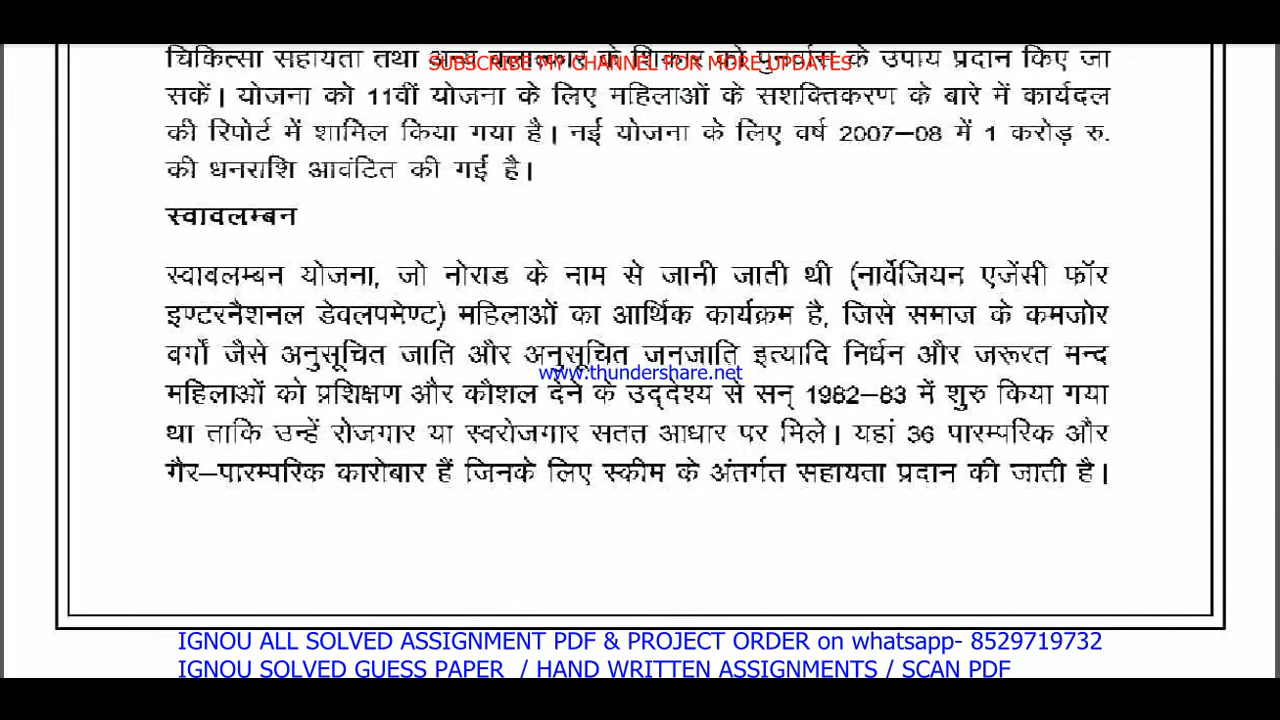 चिकित्सा सहायता तथा अन्य बलात्कार के शिकार को पुनर्वास के उपाय प्रदान किए जा
SUBSCRIBE MY CHANNEL FOR MORE UPDATES
सकें। योजना को 11वीं योजना के लिए महिलाओं के सशक्तिकरण के बारे में कार्यदल
की रिपोर्ट में शामिल किया गया है। नई योजना के लिए वर्ष 2007–08 में 1 करोड़ रु.
की धनराशि आवंटित की गई है।
स्वावलम्बन
स्वावलम्बन योजना, जो नोराड के नाम से जानी जाती थी (नार्वेजियन एजेंसी फॉर
इण्टरनैशनल डेवलपमेण्ट) महिलाओं का आर्थिक कार्यक्रम है, जिसे समाज के कमजोर
वर्गों जैसे अनुसूचित जाति और अनुसूचित जनजाति इत्यादि निर्धन और जरूरत मन्द
www.thundershare.net
महिलाओं को प्रशिक्षण और कौशल देने के उद्देश्य से सन् 1982–83 में शुरु किया गया
था ताकि उन्हें रोजगार या स्वरोजगार सतत आधार पर मिले। यहां 36 पारम्परिक और
गैर–पारम्परिक कारोबार हैं जिनके लिए स्कीम के अंतर्गत सहायता प्रदान की जाती है।
IGNOU ALL SOLVED ASSIGNMENT PDF & PROJECT ORDER on whatsapp- 8529719732
IGNOU SOLVED GUESS PAPER / HAND WRITTEN ASSIGNMENTS / SCAN PDF